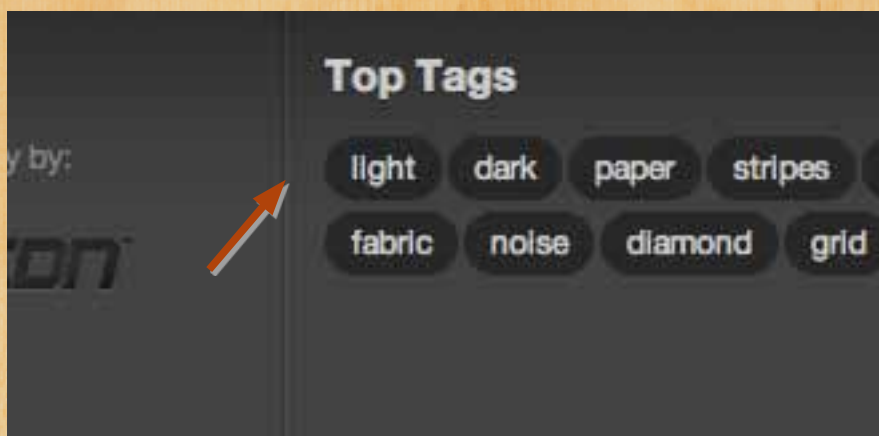 Top Tags
y by:
light dark paper stripes
fabric noise diamond grid